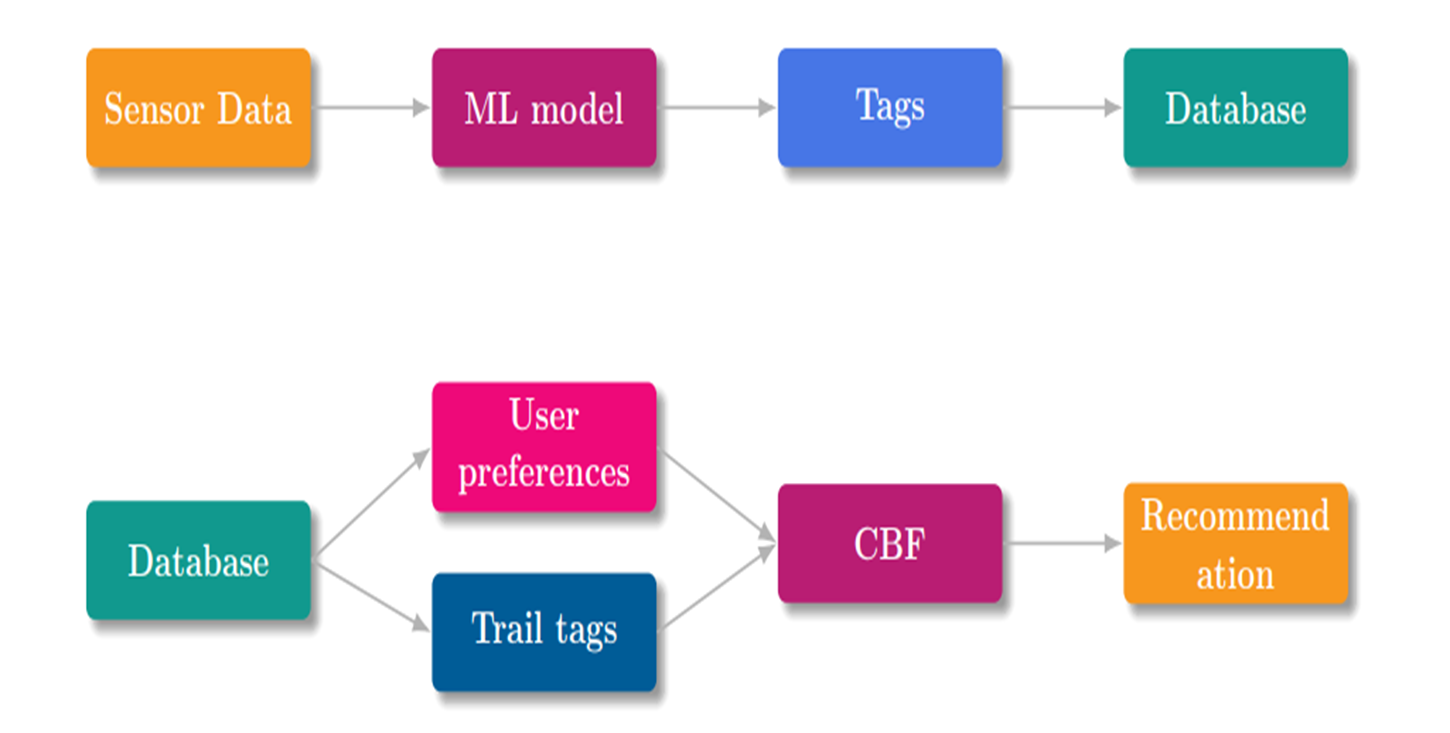 Sensor Data
ML model
Tags
Database
User
preferences
Database
Trail tags
CBF
Recommend
ation